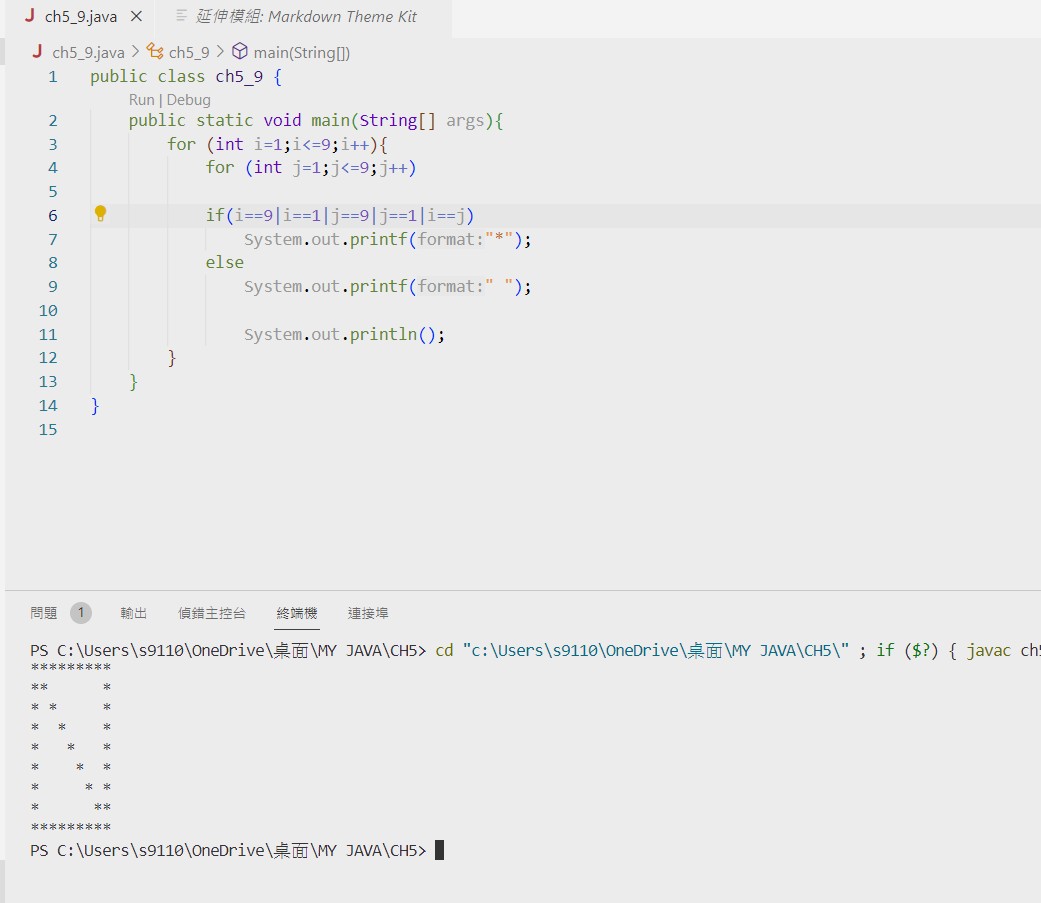 J ch5_9.java × 延伸模組: Markdown Theme Kit
J ch5_9.java > ch5_9 > main(String[])
1 public class ch5_9 {
Run | Debug
2 public static void main(String[] args){
3 for (int i=1;i<=9;i++){
4 for (int j=1;j<=9;j++)
5
6 if(i==9|i==1|j==9|j==1|i==j)
7 System.out.printf(format:"*");
8 else
9 System.out.printf(format:" ");
10
11 System.out.println();
12 }
13 }
14 }
15
問題 1 輸出 偵錯主控台 終端機 連接埠
PS C:\Users\s9110\OneDrive\桌面\MY JAVA\CH5> cd "c:\Users\s9110\OneDrive\桌面\MY JAVA\CH5\" ; if ($?) { javac ch5
*********
**      *
* *     *
*  *    *
*   *   *
*    *  *
*     * *
*      **
*********
PS C:\Users\s9110\OneDrive\桌面\MY JAVA\CH5>